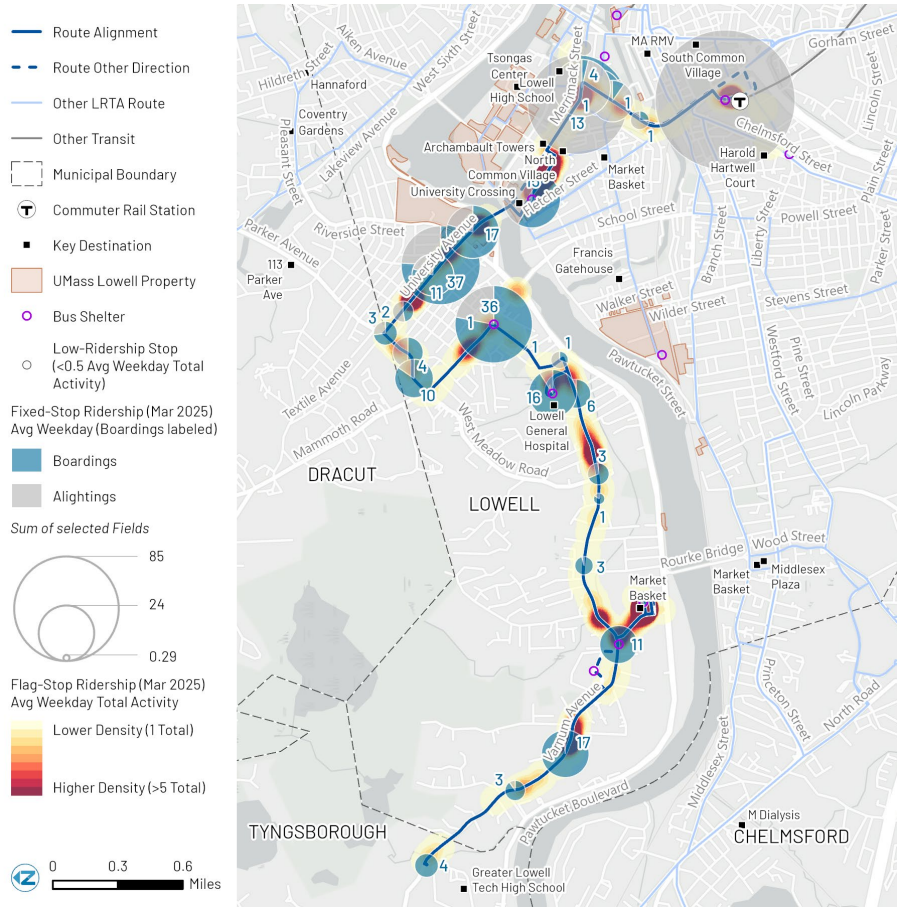 Route Alignment
Route Other Direction
Other LRTA Route
Other Transit
Municipal Boundary
T
Commuter Rail Station
Key Destination
UMass Lowell Property
Bus Shelter
Low-Ridership Stop
(<0.5 Avg Weekday Total
Activity)
Fixed-Stop Ridership (Mar 2025)
Avg Weekday (Boardings labeled)
Boardings
Alightings
Sum of selected Fields
85
24
0.29
Flag-Stop Ridership (Mar 2025)
Avg Weekday Total Activity
Lower Density (1 Total)
Higher Density (>5 Total)
Z
0 0.3 0.6
Miles
Hildreth Street
Aiken Avenue
West Sixth Street
Hannaford
Coventry
Gardens
Pleasant Street
Lakeview Avenue
Tsongas
Center
Lowell
High School
Merrimack Street
MA RMV
South Common
Village
Gorham Street
Lincoln Street
4
1
13
1
1
T
Chelmsford Street
Archambault Towers
North
Common Village
University Crossing
Fletcher Street
Market
Basket
Harold
Hartwell
Court
Plain Street
School Street
Powell Street
Riverside Street
Parker Avenue
113
Parker
Ave
University Avenue
17
37
11
Francis
Gatehouse
Walker Street
Wilder Street
Branch Street
Liberty Street
Stevens Street
Parker Street
2
3
36
1
1
1
4
10
16
6
Lowell
General
Hospital
Pawtucket Street
Westford Street
Pine Street
Lincoln Parkway
Textile Avenue
Mammoth Road
West Meadow Road
DRACUT
LOWELL
3
1
3
Rourke Bridge
Wood Street
Market
Basket
Market
Basket
Middlesex
Plaza
11
Varnum Avenue
17
3
4
Pawtucket Boulevard
Princeton Street
North Road
Middlesex Street
TYNGSBOROUGH
M Dialysis
CHELMSFORD
Greater Lowell
Tech High School